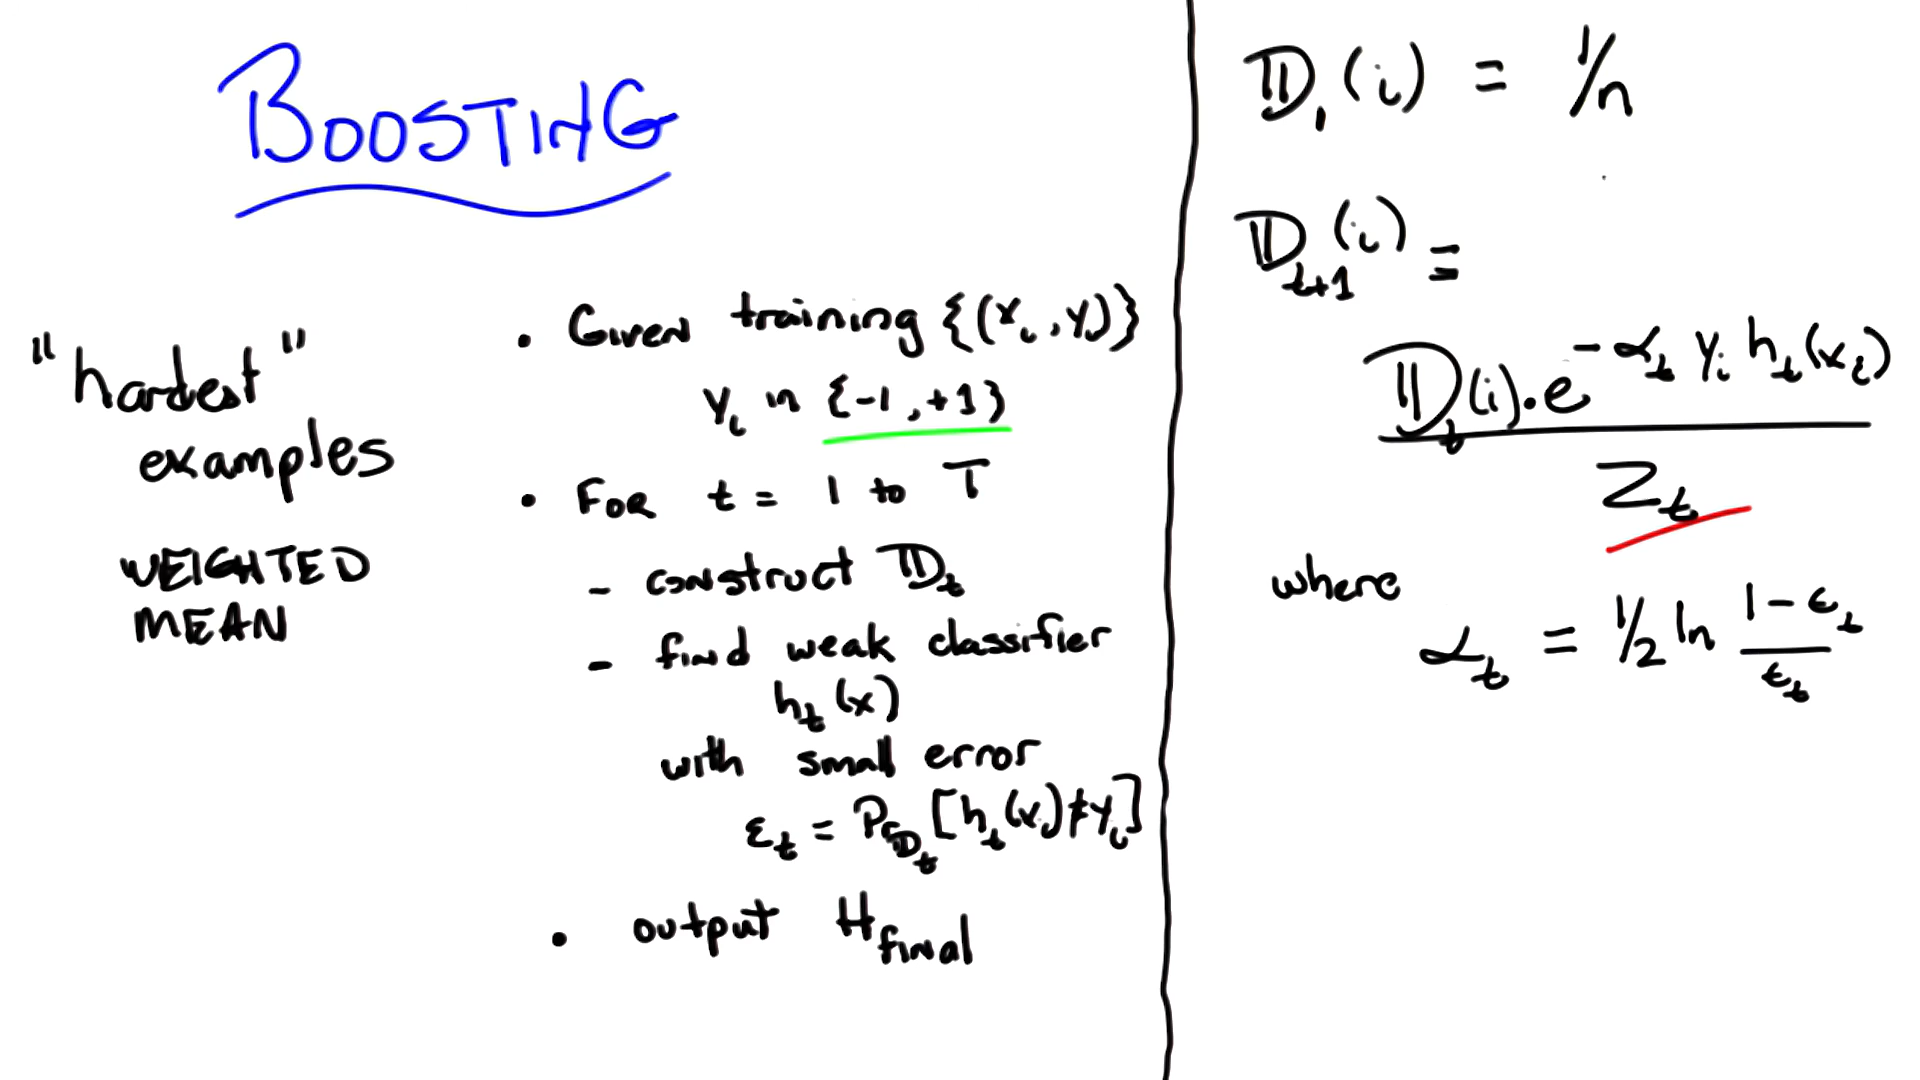 BOOSTING
"hardest"
examples
WEIGHTED
MEAN
• Given training {(xᵢ, yᵢ)}
yᵢ in {-1, +1}
• FOR t = 1 to T
- construct 𝔻ₜ
- find weak classifier
hₜ(x)
with small error
εₜ = Pr_𝔻ₜ [hₜ(xᵢ) ≠ yᵢ]
• output H_final
𝔻₁(i) = 1/n
𝔻ₜ₊₁(i) =
𝔻ₜ(i) · e^(-αₜ yᵢ hₜ(xᵢ))
Zₜ
where
αₜ = 1/2 ln (1 - εₜ)/εₜ